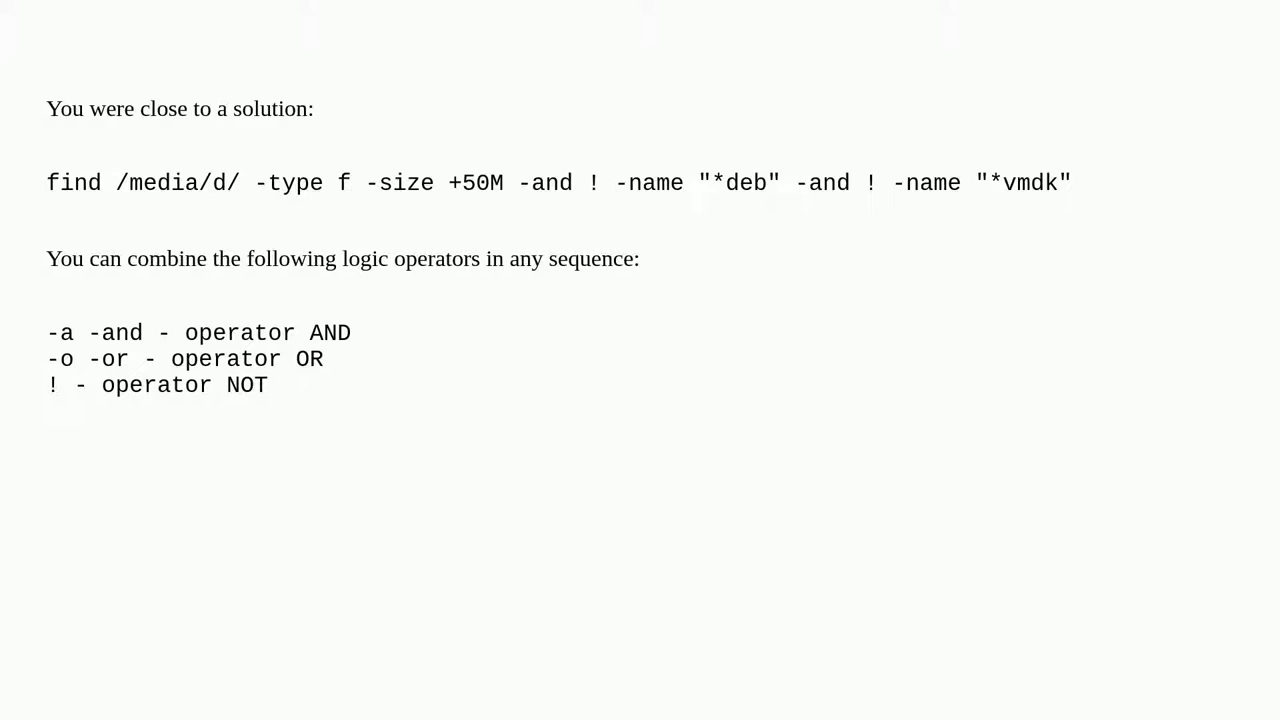 You were close to a solution:
find /media/d/ -type f -size +50M -and ! -name "*deb" -and ! -name "*vmdk"
You can combine the following logic operators in any sequence:
-a -and - operator AND
-o -or - operator OR
! - operator NOT